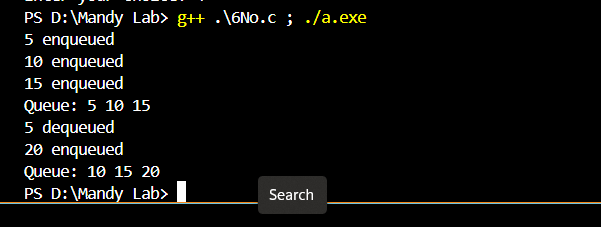 PS D:\Mandy Lab> g++ .\6No.c ; ./a.exe
5 enqueued
10 enqueued
15 enqueued
Queue: 5 10 15
5 dequeued
20 enqueued
Queue: 10 15 20
PS D:\Mandy Lab>
Search